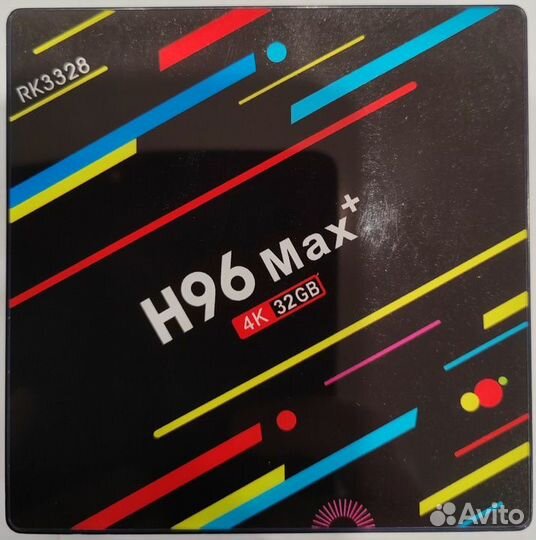 RK3328
H96 Max+
4K 32GB
Avito